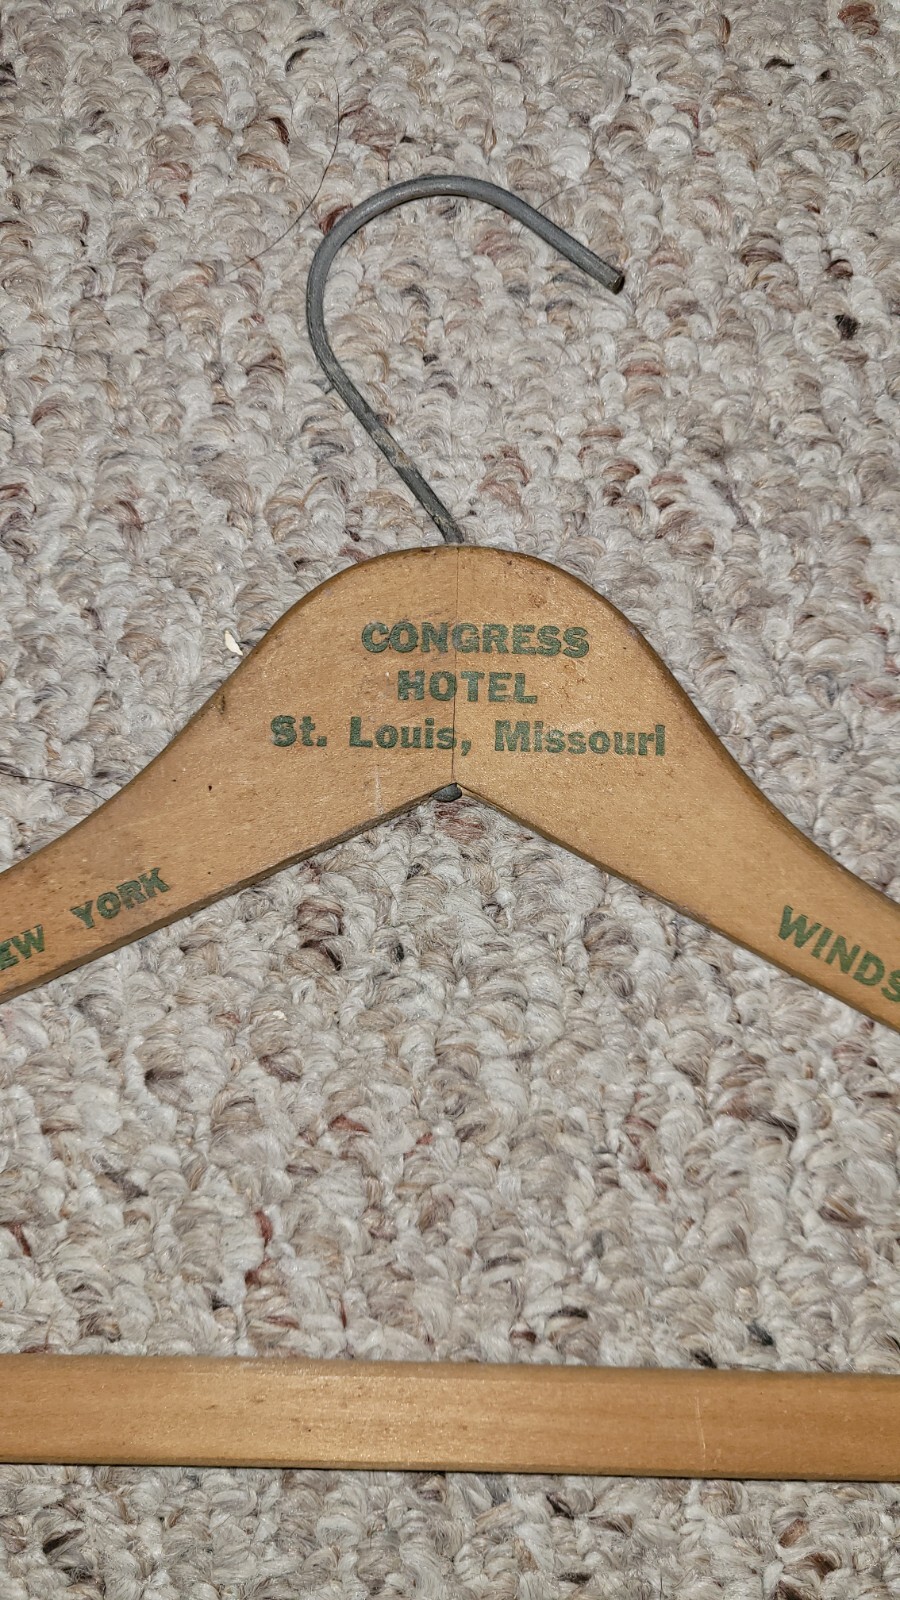 CONGRESS
HOTEL
St. Louis, Missouri
EW YORK
WINDS